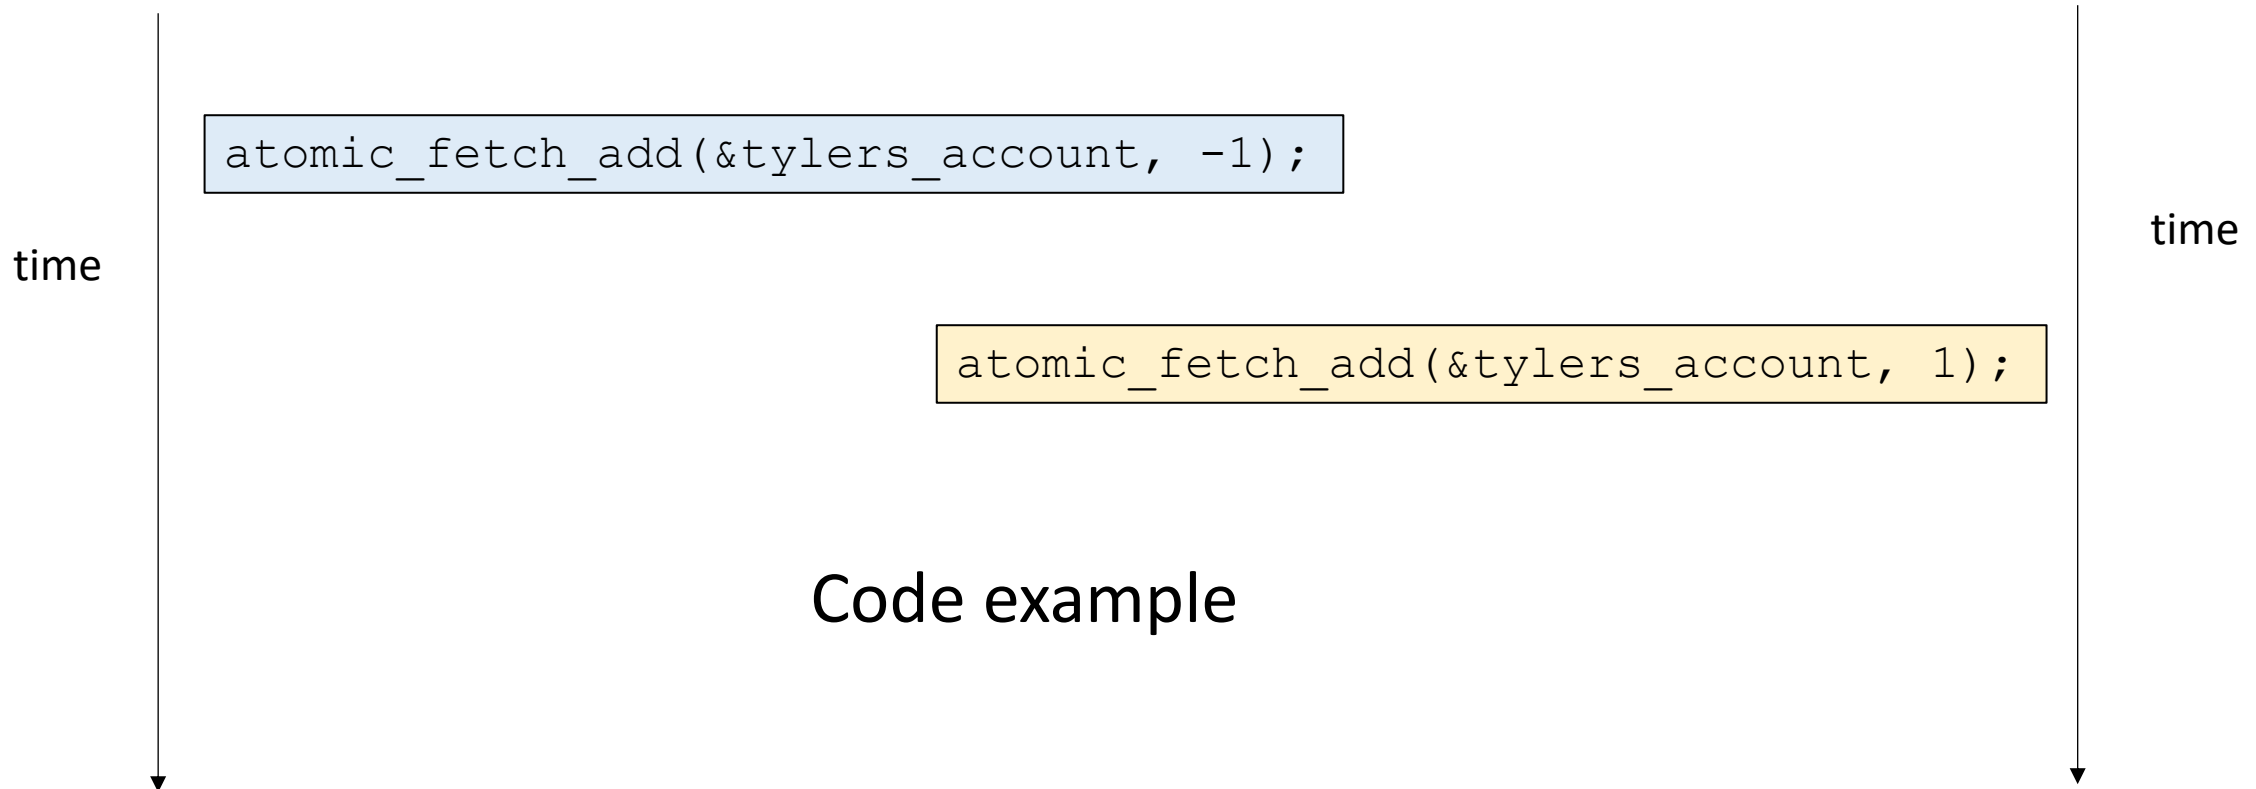 atomic_fetch_add(&tylers_account, -1);
time
time
atomic_fetch_add(&tylers_account, 1);
Code example